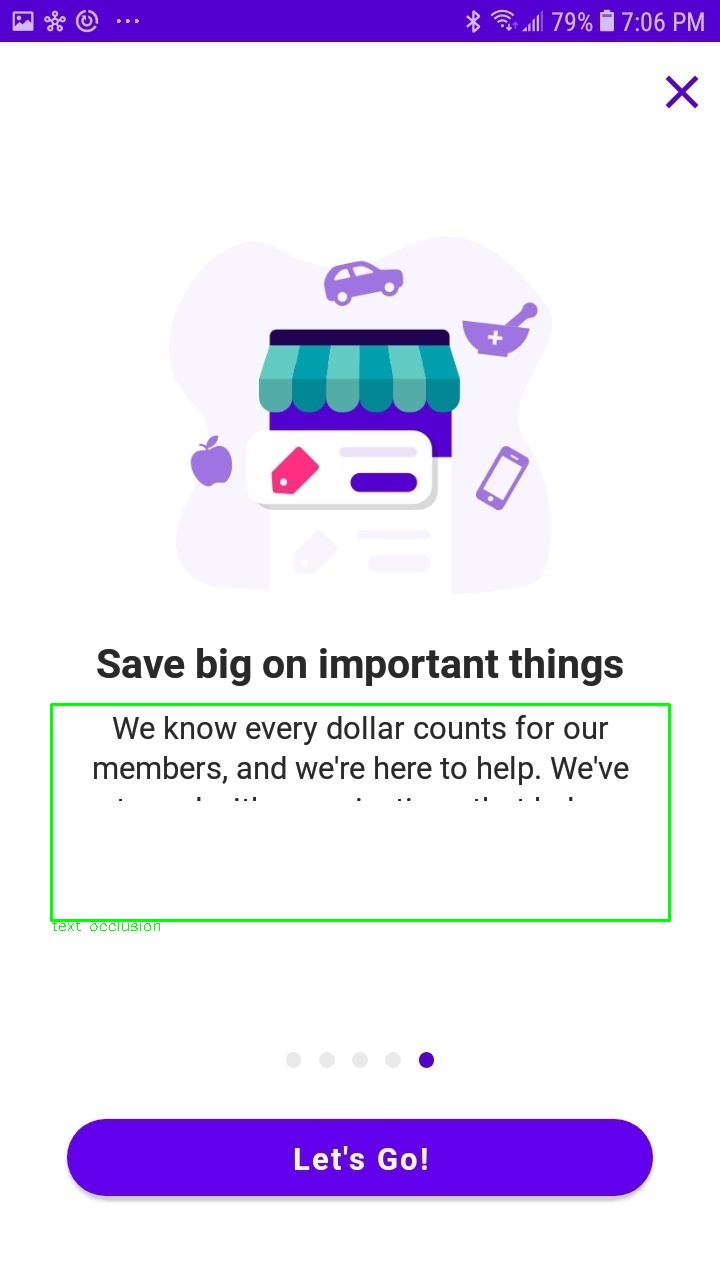 79% 7:06 PM
Save big on important things
We know every dollar counts for our
members, and we're here to help. We've
text occlusion
Let's Go!